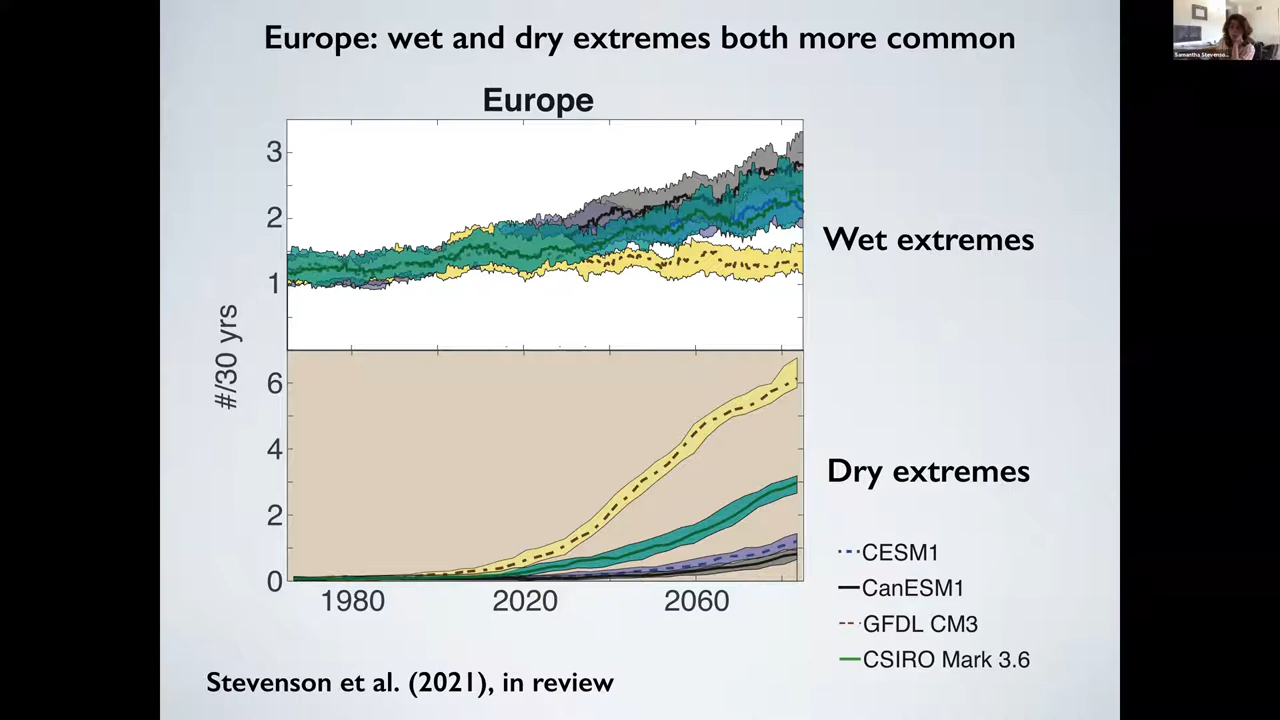 Europe: wet and dry extremes both more common
Samantha Stevenso...
Europe
3
2
1
Wet extremes
#/30 yrs
6
4
2
0
Dry extremes
1980
2020
2060
CESM1
CanESM1
GFDL CM3
CSIRO Mark 3.6
Stevenson et al. (2021), in review